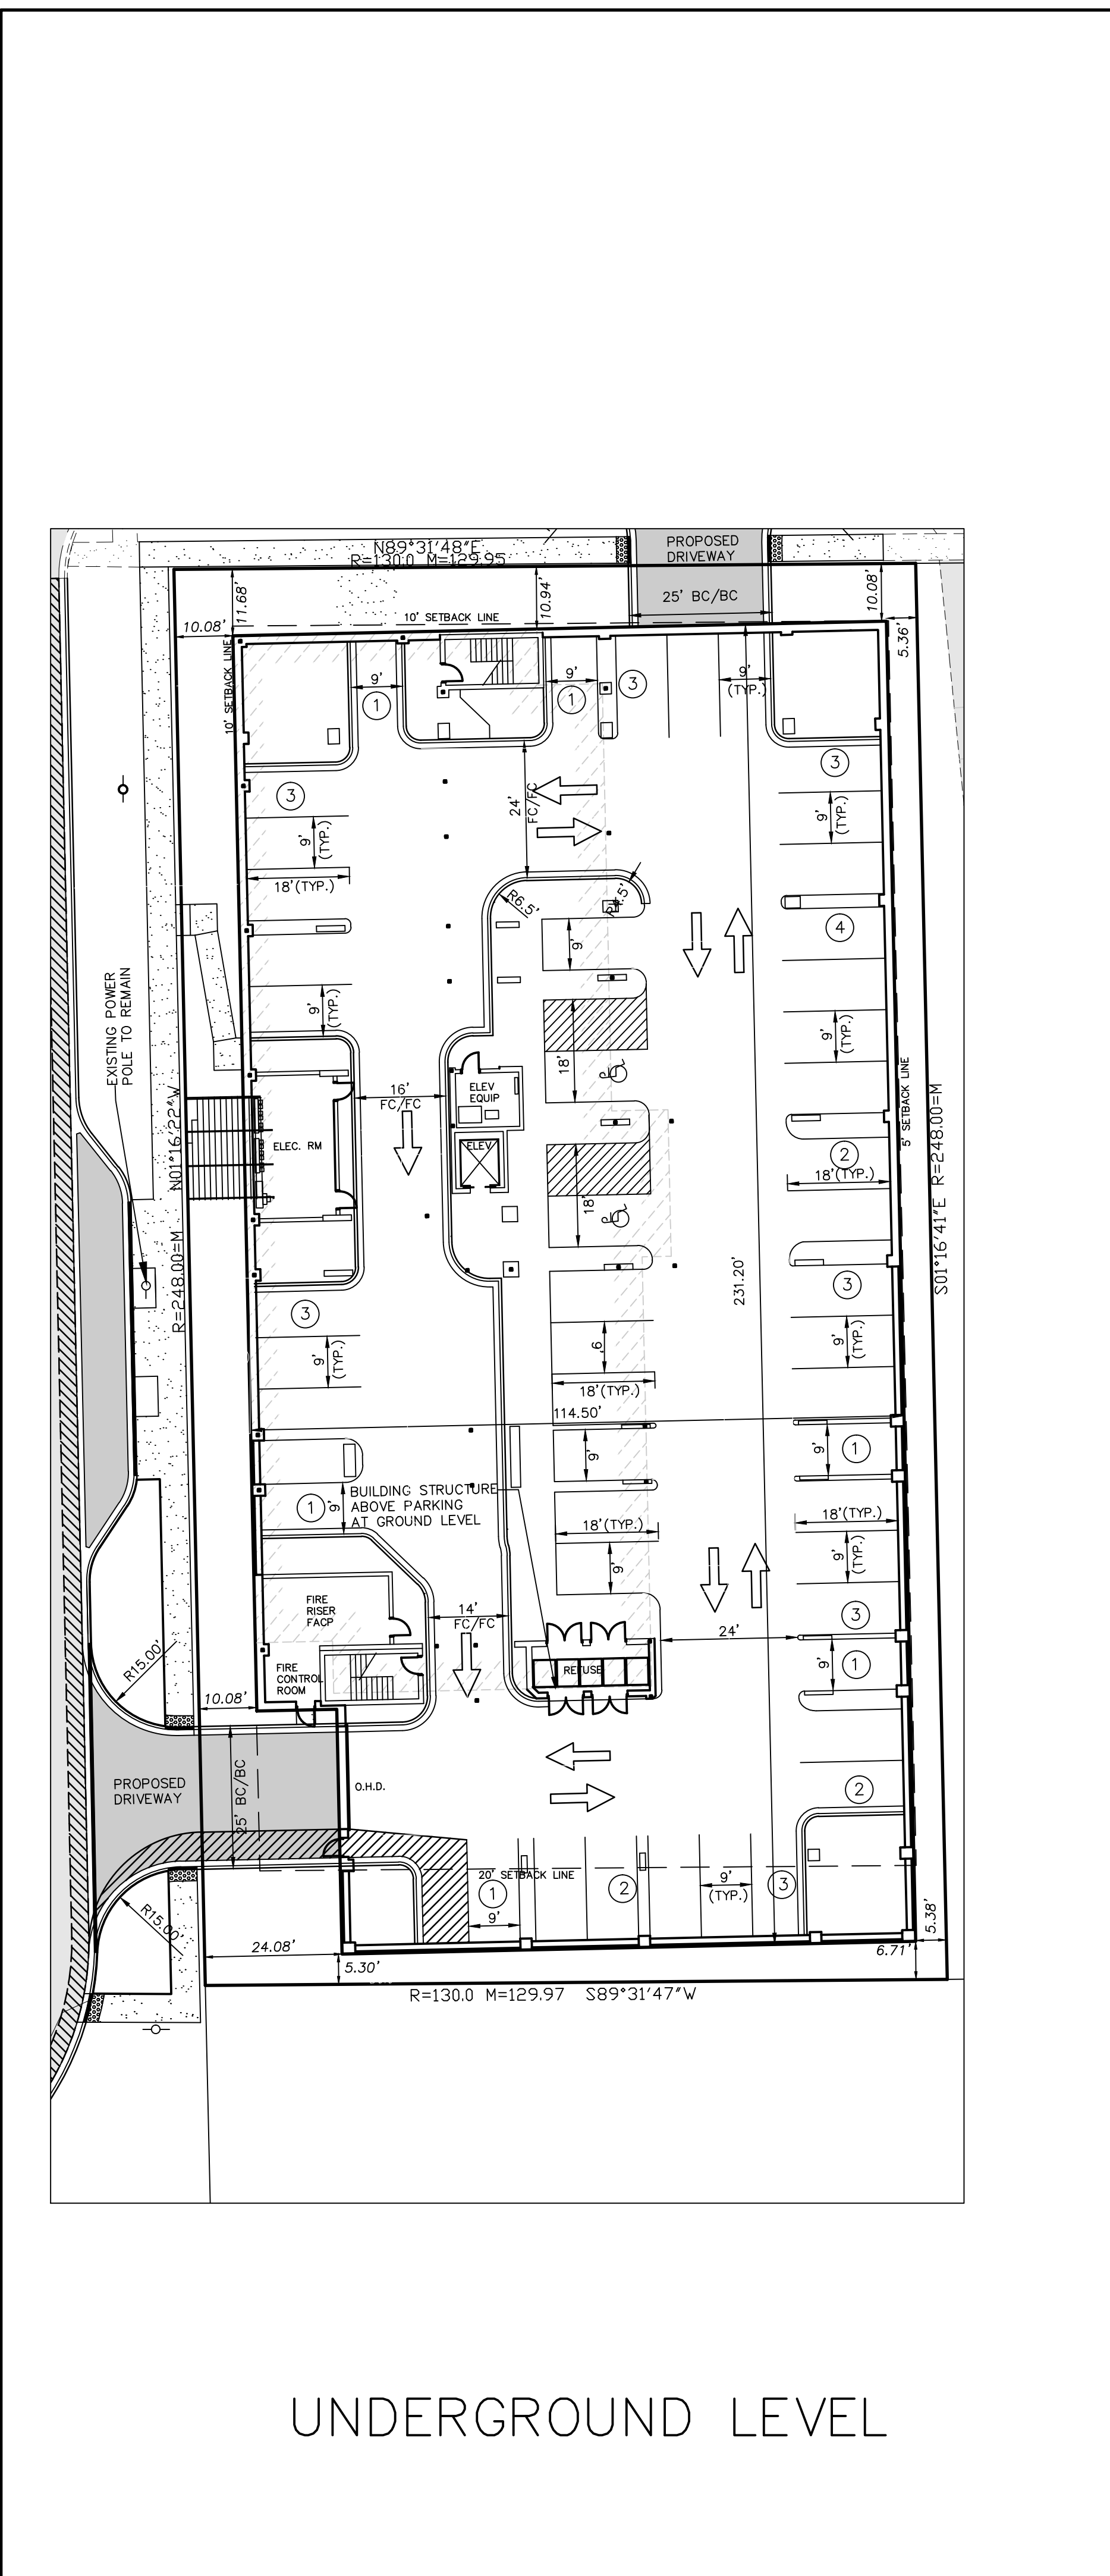 N89°31'48"E
R=130.0 M=129.95
PROPOSED
DRIVEWAY
25' BC/BC
10.08'
11.68'
10' SETBACK LINE
10.94'
10.08'
5.36'
10' SETBACK LINE
9'
1
9'
1
3
9'
(TYP.)
3
9'
(TYP.)
18'(TYP.)
24'
FC/FC
3
9'
(TYP.)
R6.5'
R4.5'
9'
4
9'
(TYP.)
9'
(TYP.)
EXISTING POWER
POLE TO REMAIN
18'
16'
FC/FC
ELEV
EQUIP
ELEV
ELEC. RM
N01°16'22"W
R=248.00=M
5' SETBACK LINE
S01°16'41"E R=248.00=M
2
18'(TYP.)
18'
231.20'
3
9'
(TYP.)
3
9'
(TYP.)
9'
18'(TYP.)
114.50'
9'
1
9'
1
9'
BUILDING STRUCTURE
ABOVE PARKING
AT GROUND LEVEL
18'(TYP.)
9'
18'(TYP.)
9'
(TYP.)
FIRE
RISER
FACP
14'
FC/FC
24'
3
9'
1
FIRE
CONTROL
ROOM
REFUSE
R15.00'
10.08'
PROPOSED
DRIVEWAY
25' BC/BC
O.H.D.
2
20' SETBACK LINE
1
9'
2
9'
(TYP.)
3
R15.00'
24.08'
5.30'
6.71'
5.38'
R=130.0 M=129.97 S89°31'47"W
UNDERGROUND LEVEL